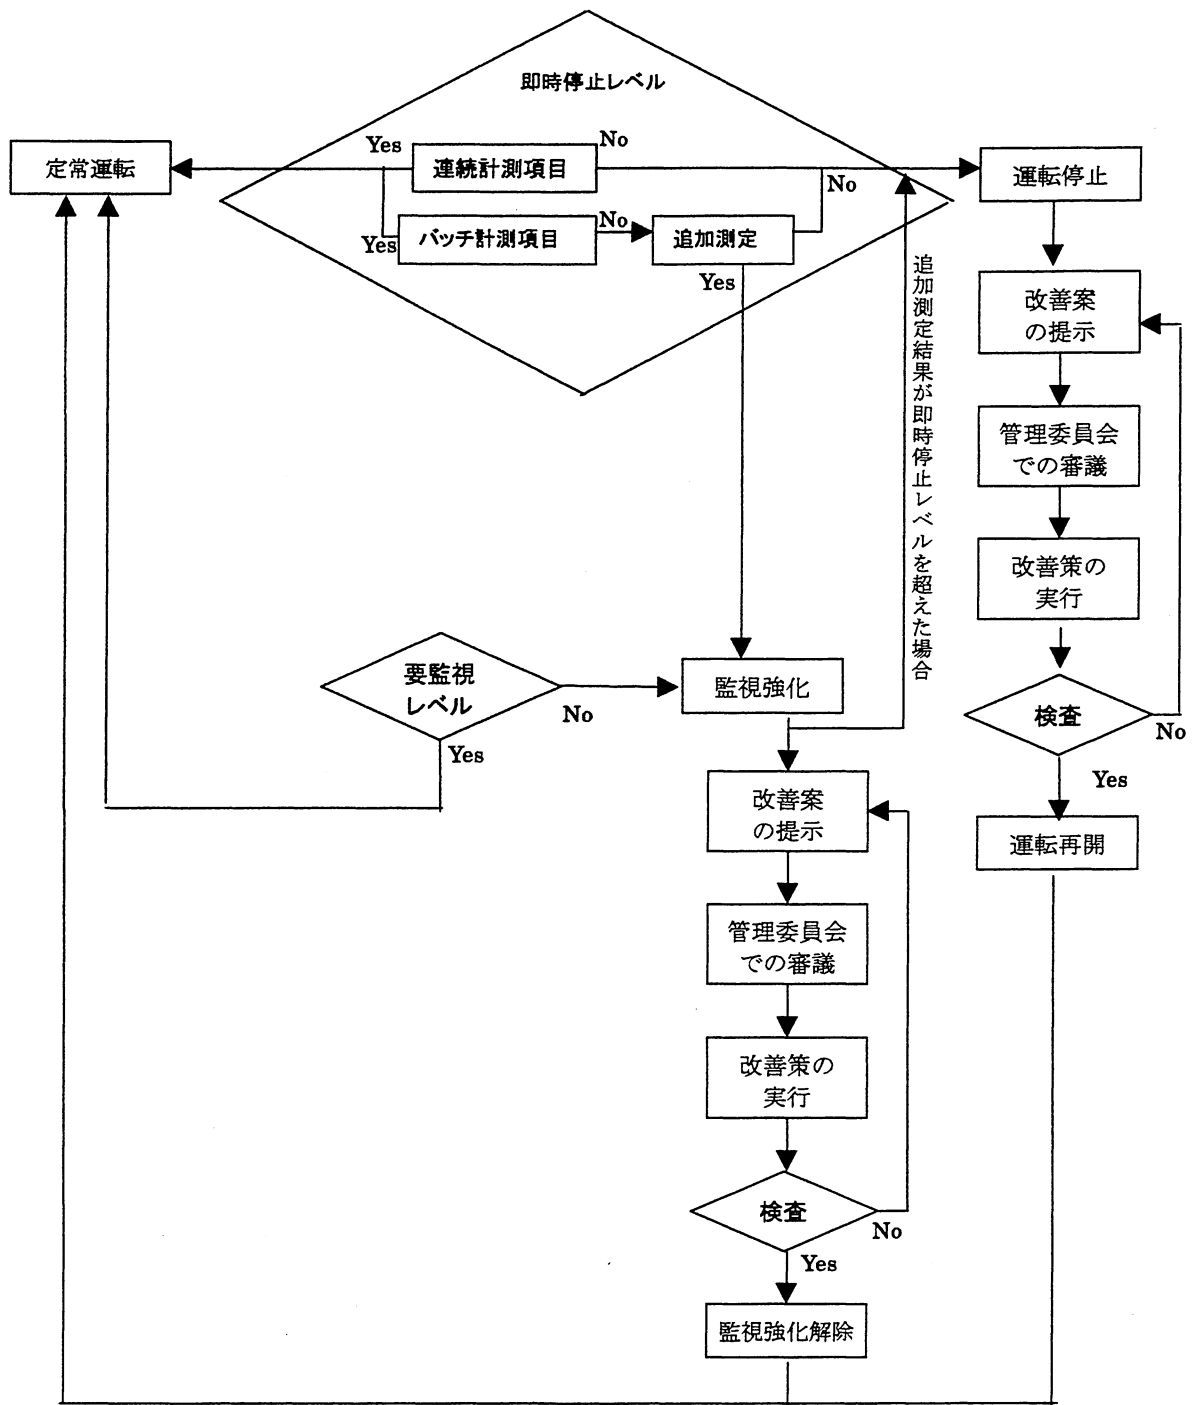 即時停止レベル
定常運転
Yes
連続計測項目
No
運転停止
Yes
バッチ計測項目
No
追加測定
No
Yes
追加測定結果が即時停止レベルを超えた場合
改善案
の提示
管理委員会
での審議
改善策の
実行
検査
No
Yes
運転再開
要監視
レベル
No
Yes
監視強化
改善案
の提示
管理委員会
での審議
改善策の
実行
検査
No
Yes
監視強化解除